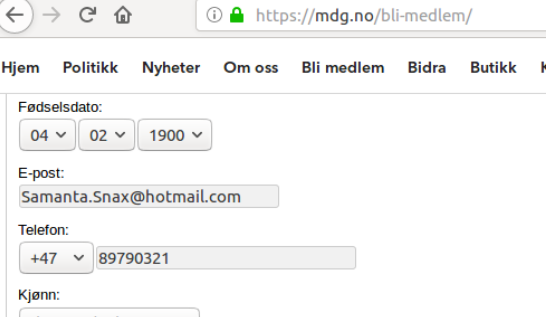 https://mdg.no/bli-medlem/
Hjem Politikk Nyheter Om oss Bli medlem Bidra Butikk
Fødselsdato:
04 02 1900
E-post:
Samanta.Snax@hotmail.com
Telefon:
+47 89790321
Kjønn: